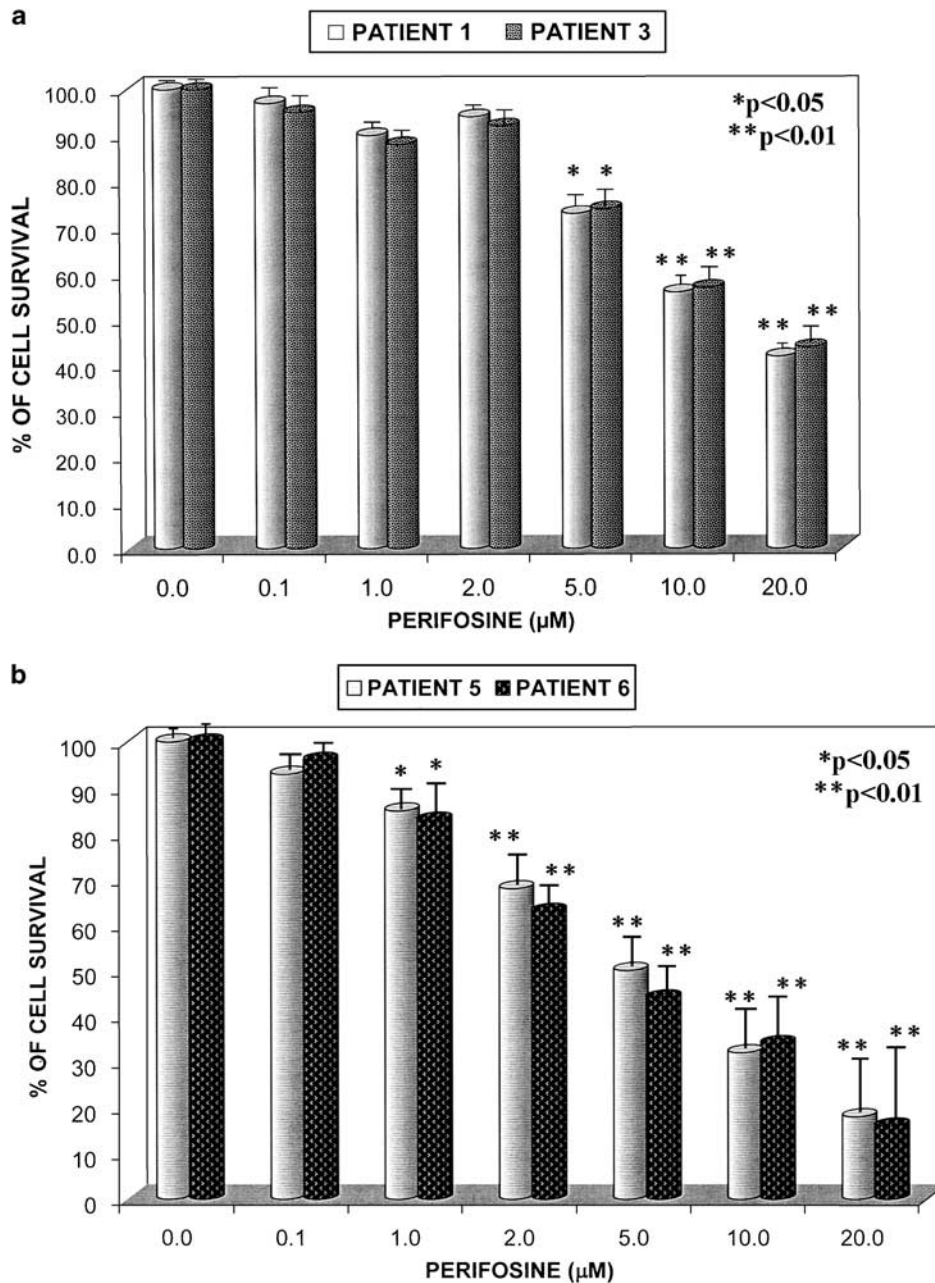 a
PATIENT 1 PATIENT 3
*p<0.05
**p<0.01
% OF CELL SURVIVAL
100.0
90.0
80.0
70.0
60.0
50.0
40.0
30.0
20.0
10.0
0.0
* *
** **
** **
0.0 0.1 1.0 2.0 5.0 10.0 20.0
PERIFOSINE (µM)
b
PATIENT 5 PATIENT 6
*p<0.05
**p<0.01
% OF CELL SURVIVAL
100
90
80
70
60
50
40
30
20
10
0
* *
** **
** **
** **
** **
0.0 0.1 1.0 2.0 5.0 10.0 20.0
PERIFOSINE (µM)